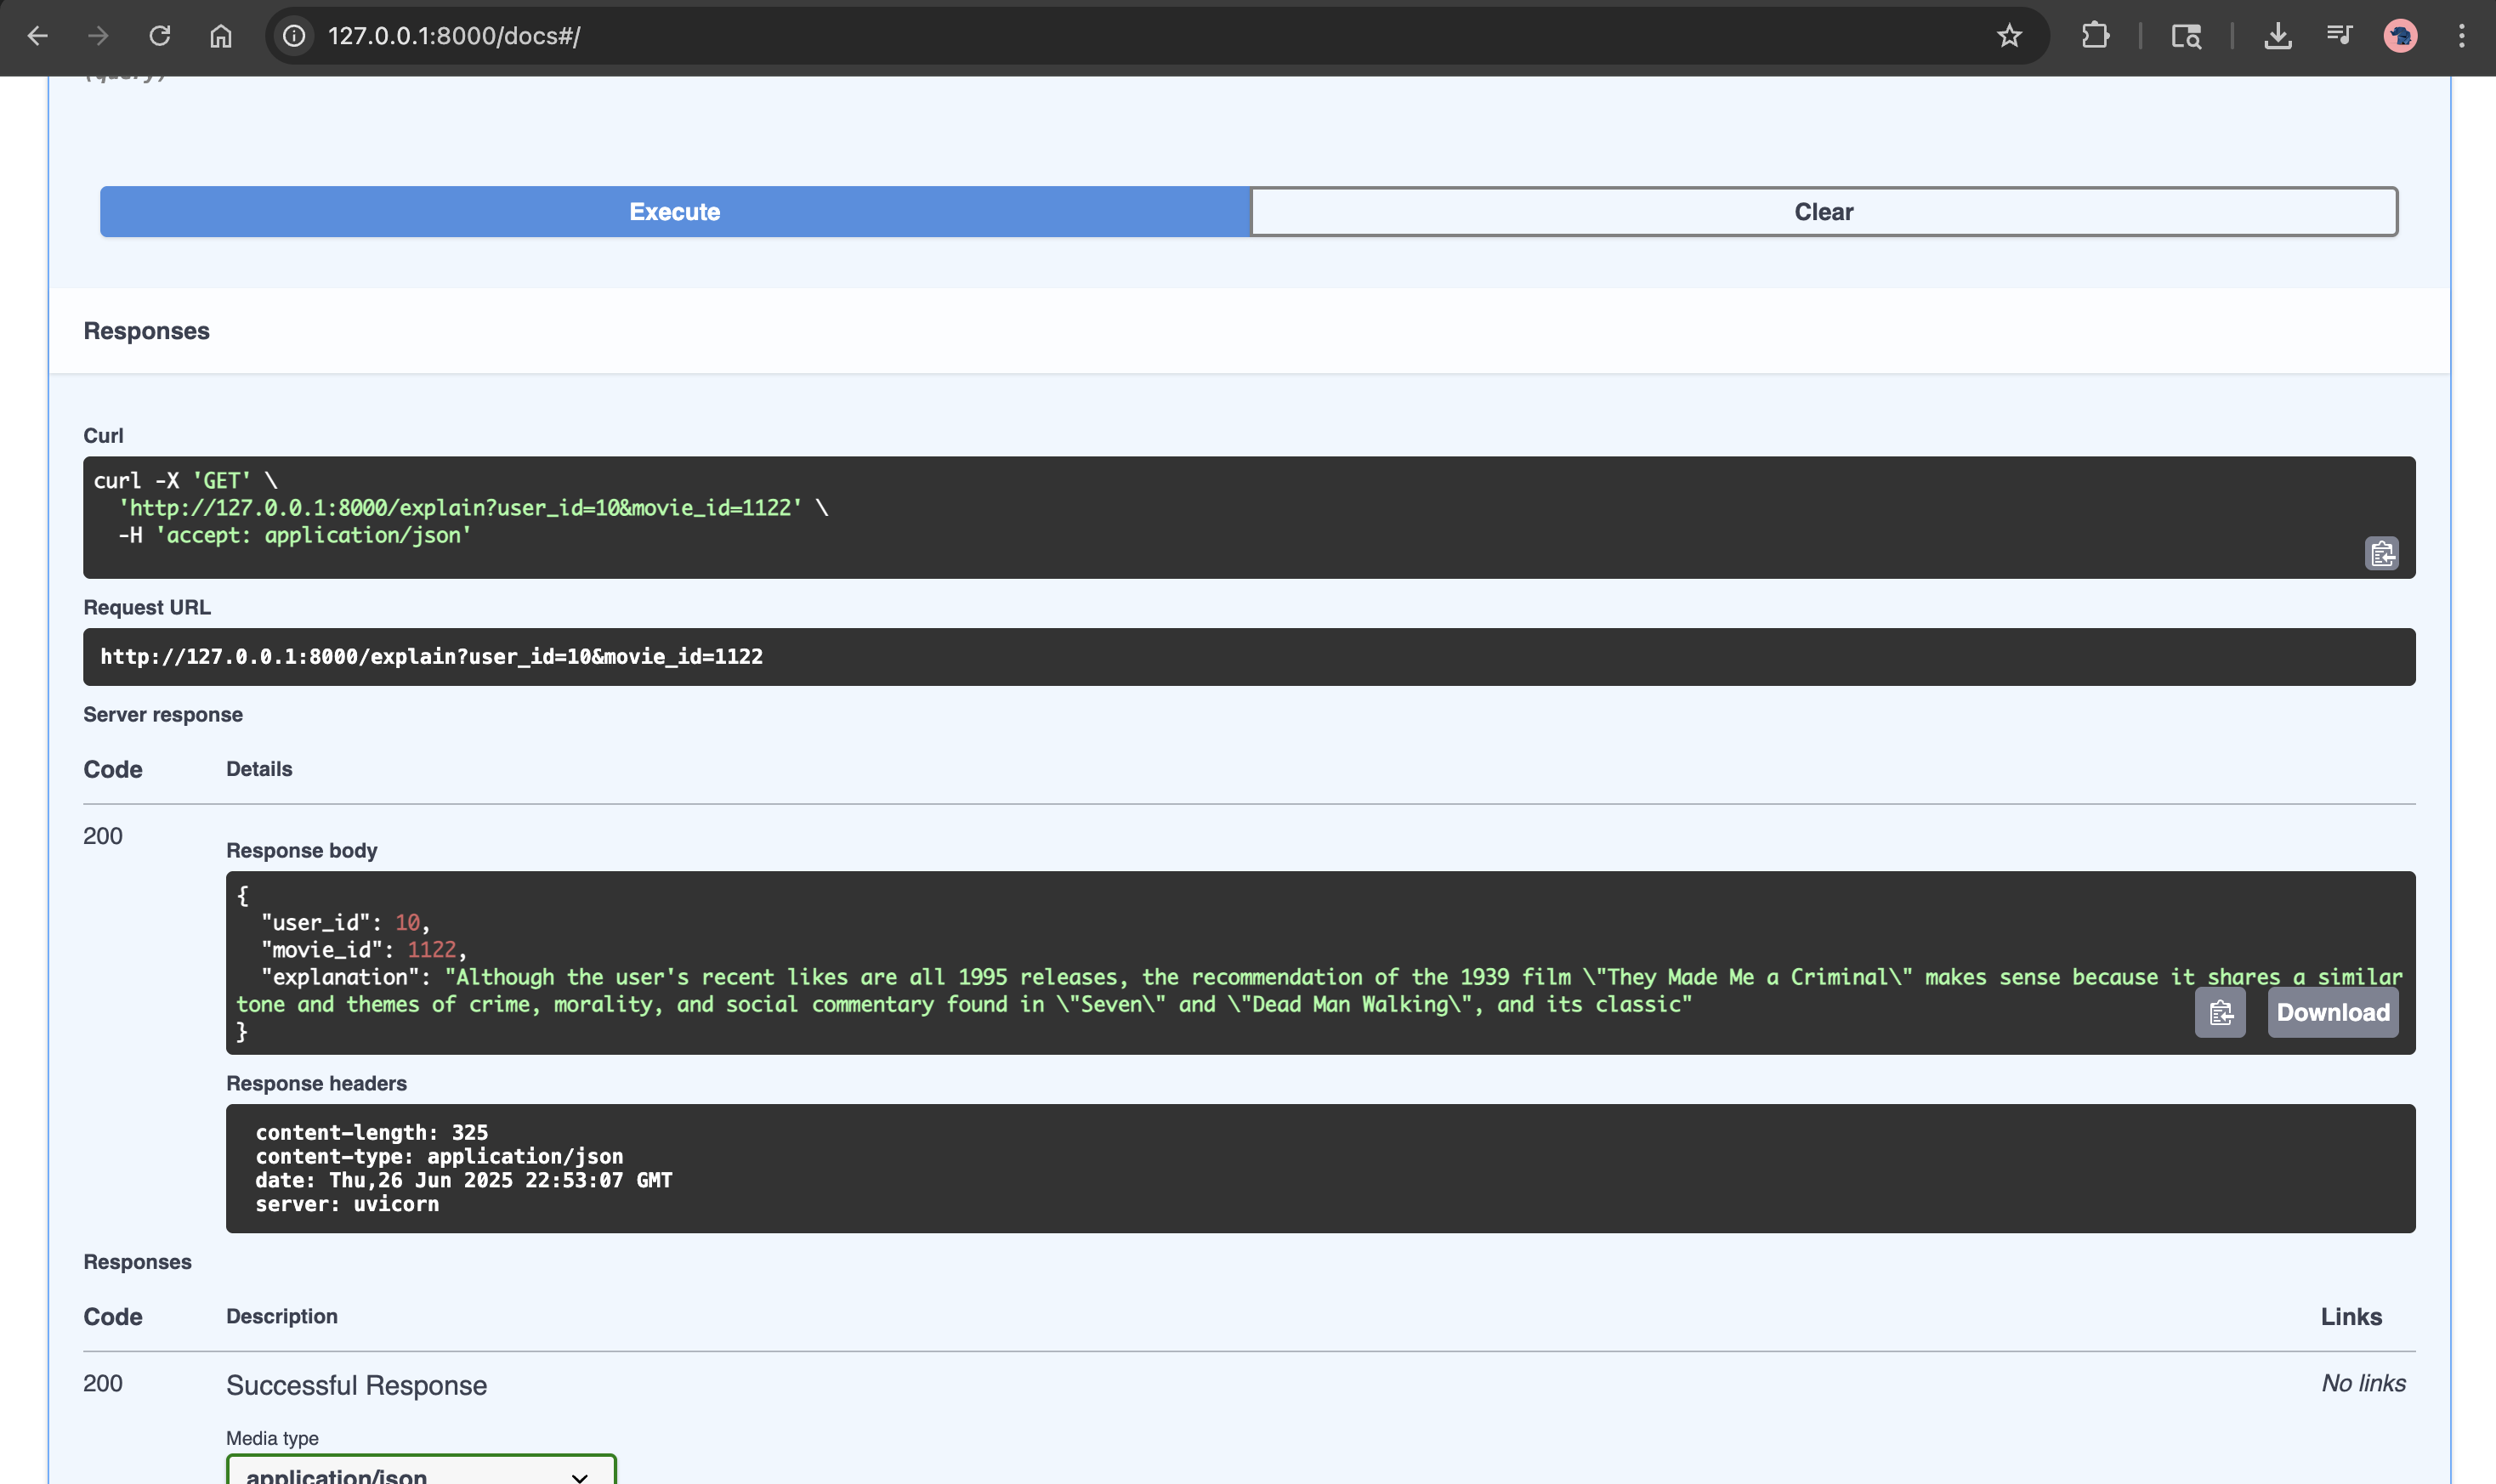 127.0.0.1:8000/docs#/
(query)
Execute
Clear
Responses
Curl
curl -X 'GET' \
'http://127.0.0.1:8000/explain?user_id=10&movie_id=1122' \
-H 'accept: application/json'
Request URL
http://127.0.0.1:8000/explain?user_id=10&movie_id=1122
Server response
Code Details
200
Response body
{
"user_id": 10,
"movie_id": 1122,
"explanation": "Although the user's recent likes are all 1995 releases, the recommendation of the 1939 film \"They Made Me a Criminal\" makes sense because it shares a similar
tone and themes of crime, morality, and social commentary found in \"Seven\" and \"Dead Man Walking\", and its classic"
}
Download
Response headers
content-length: 325
content-type: application/json
date: Thu,26 Jun 2025 22:53:07 GMT
server: uvicorn
Responses
Code Description Links
200 Successful Response No links
Media type
application/json